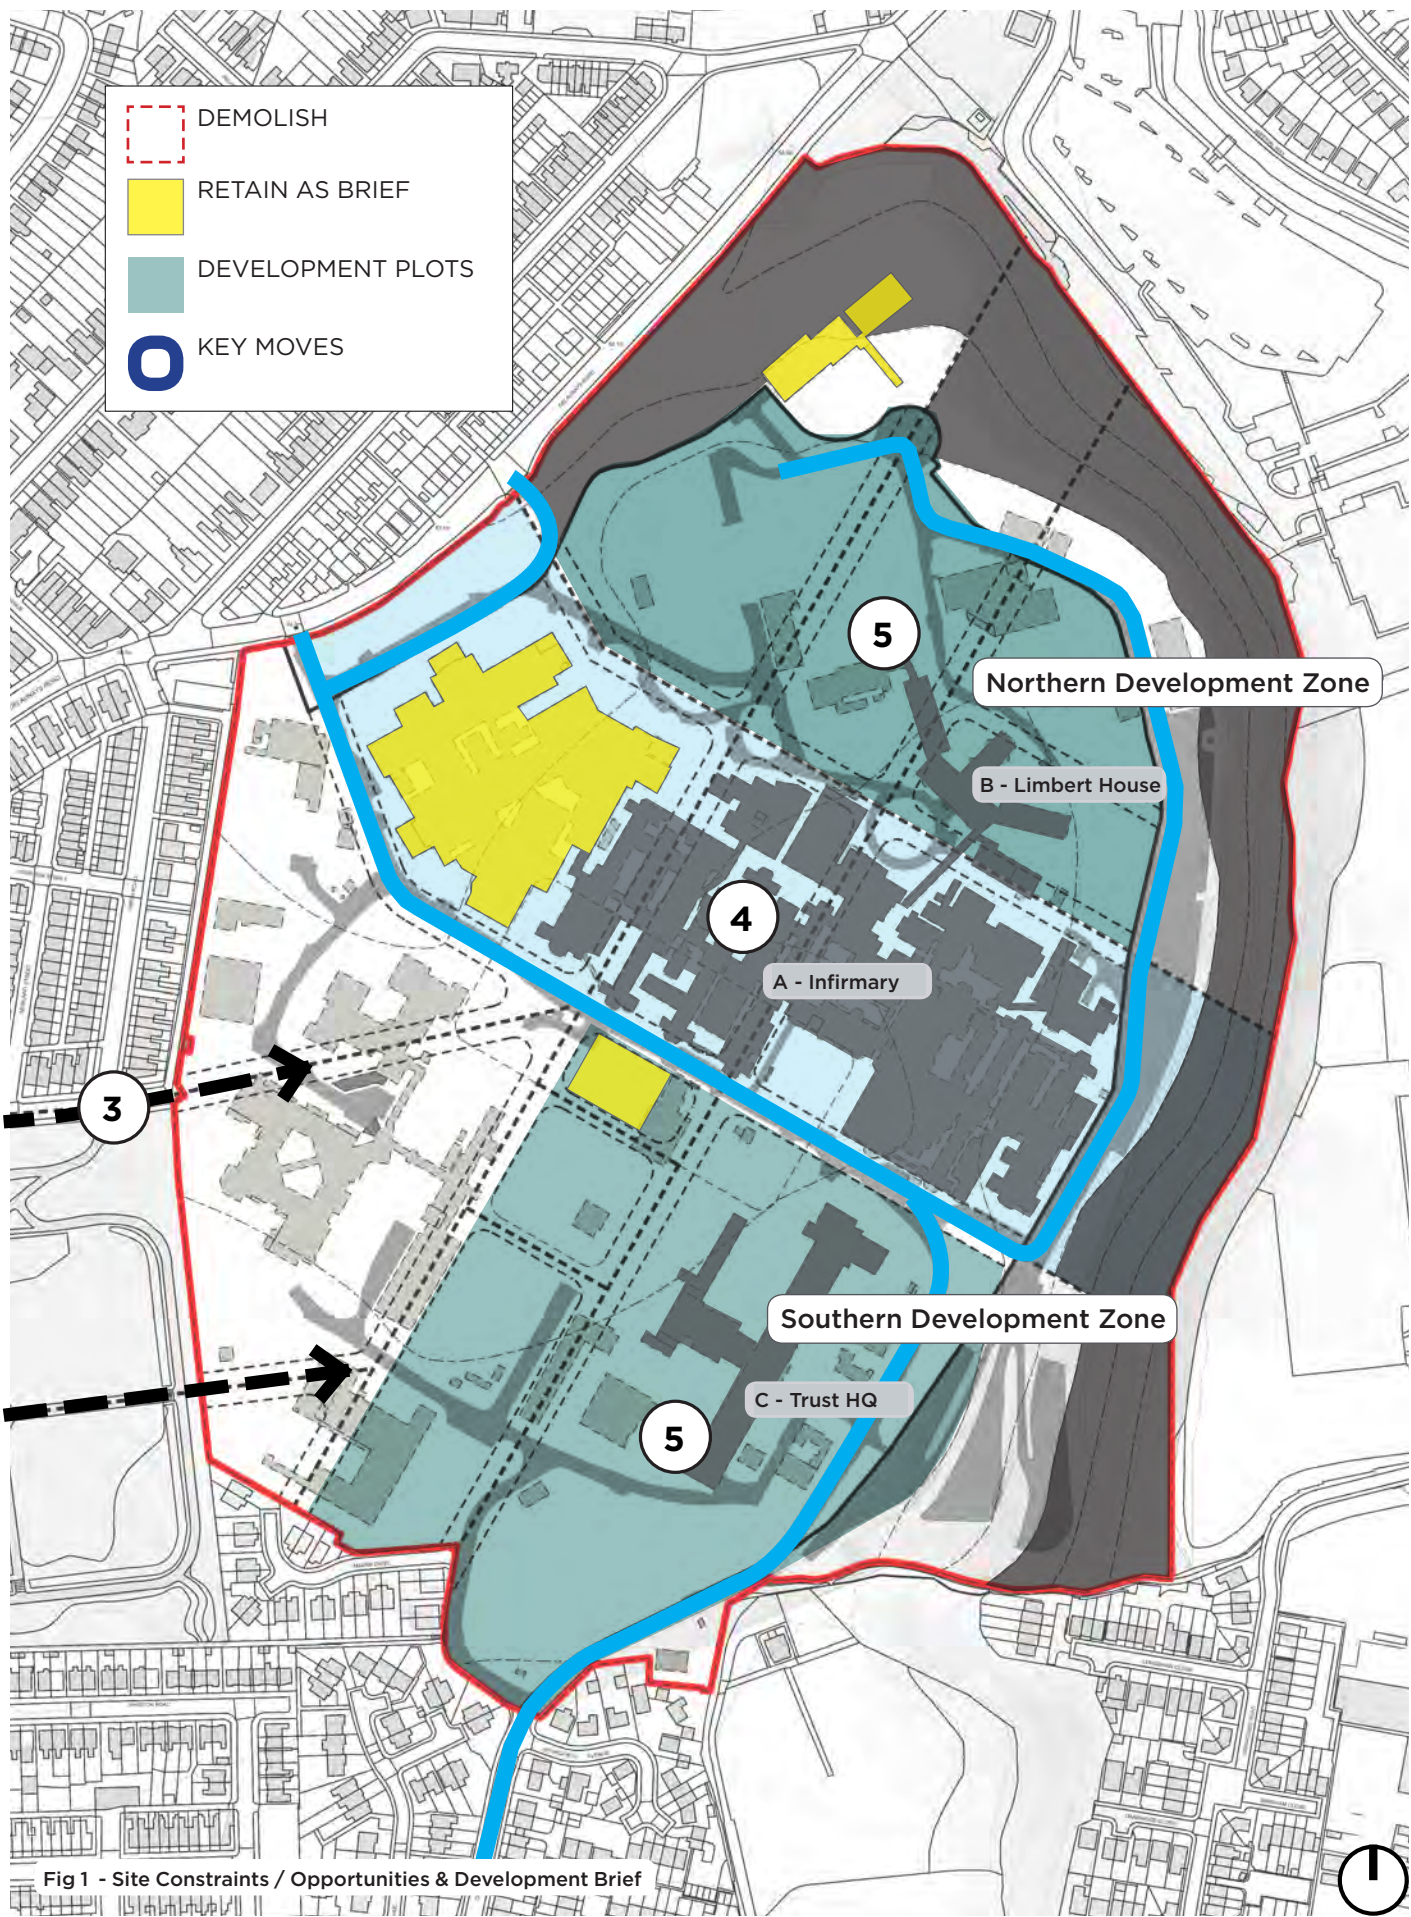 DEMOLISH
RETAIN AS BRIEF
DEVELOPMENT PLOTS
KEY MOVES
5
Northern Development Zone
B - Limbert House
4
A - Infirmary
3
Southern Development Zone
C - Trust HQ
5
Fig 1 - Site Constraints / Opportunities & Development Brief